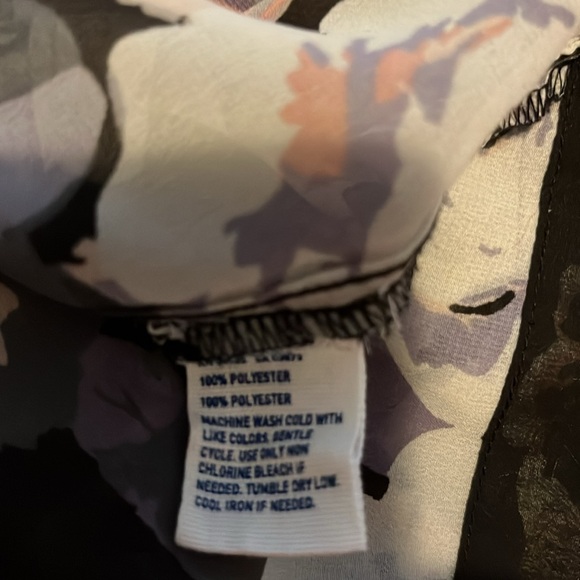 100% POLYESTER
100% POLYESTER
MACHINE WASH COLD WITH
LIKE COLORS. GENTLE
CYCLE. USE ONLY NON
CHLORINE BLEACH IF
NEEDED. TUMBLE DRY LOW.
COOL IRON IF NEEDED.